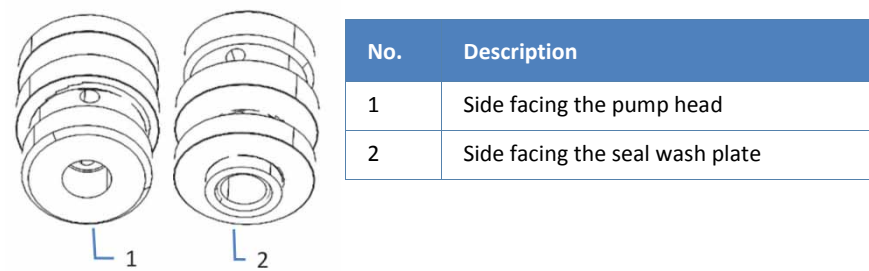 No. Description
1 Side facing the pump head
2 Side facing the seal wash plate
1 2